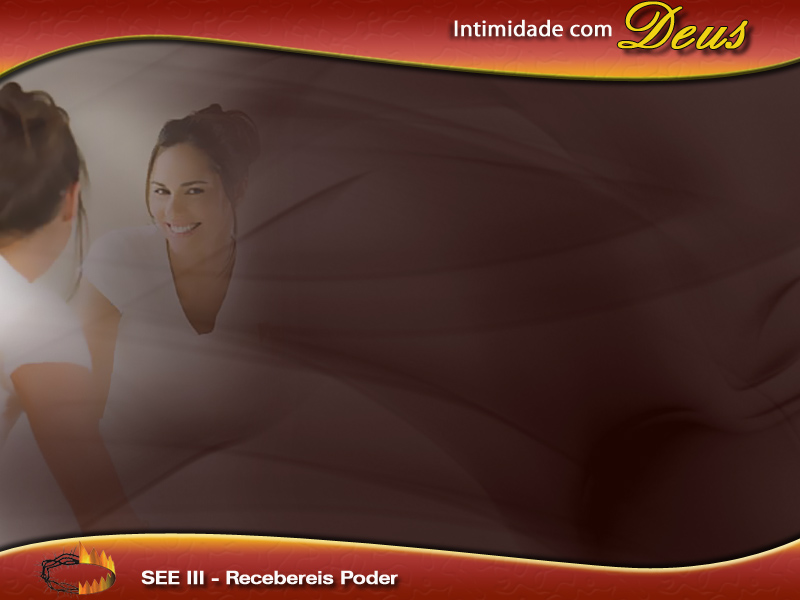 Intimidade com Deus
SEE III - Recebereis Poder